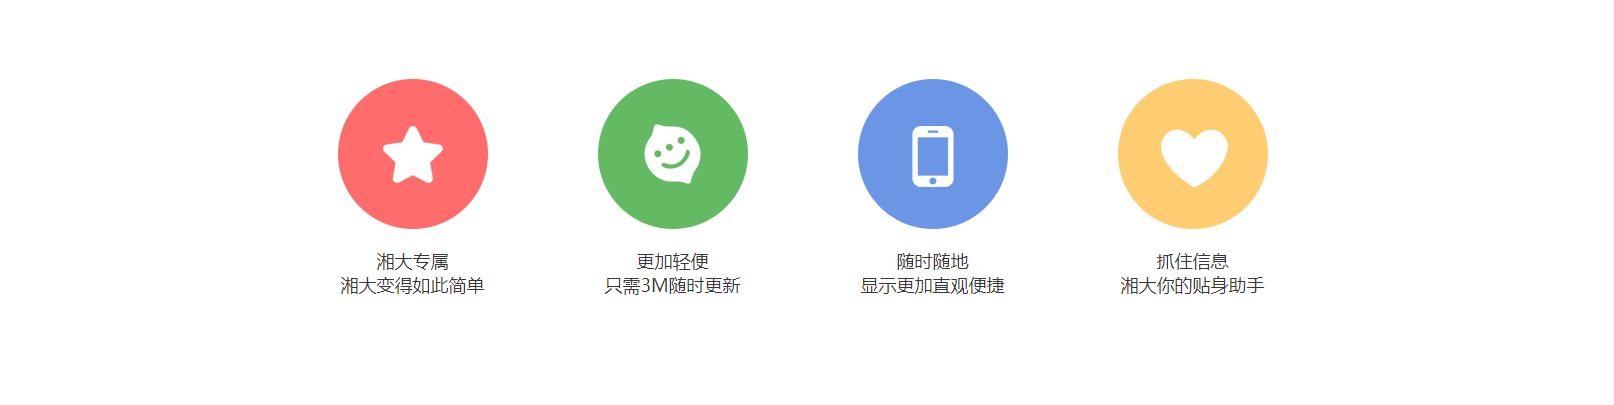 湘大专属
湘大变得如此简单
更加轻便
只需3M随时更新
随时随地
显示更加直观便捷
抓住信息
湘大你的贴身助手